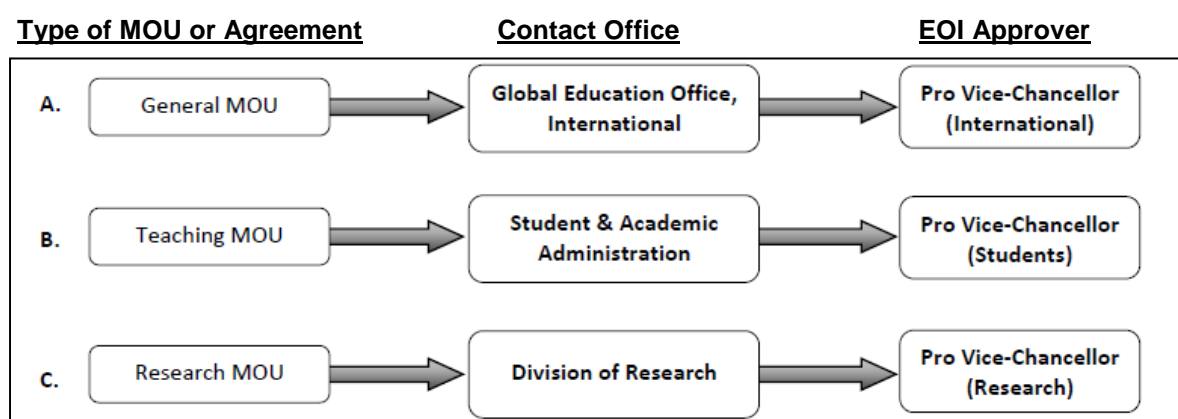 Type of MOU or Agreement
Contact Office
EOI Approver
A.
General MOU
Global Education Office,
International
Pro Vice-Chancellor
(International)
B.
Teaching MOU
Student & Academic
Administration
Pro Vice-Chancellor
(Students)
C.
Research MOU
Division of Research
Pro Vice-Chancellor
(Research)